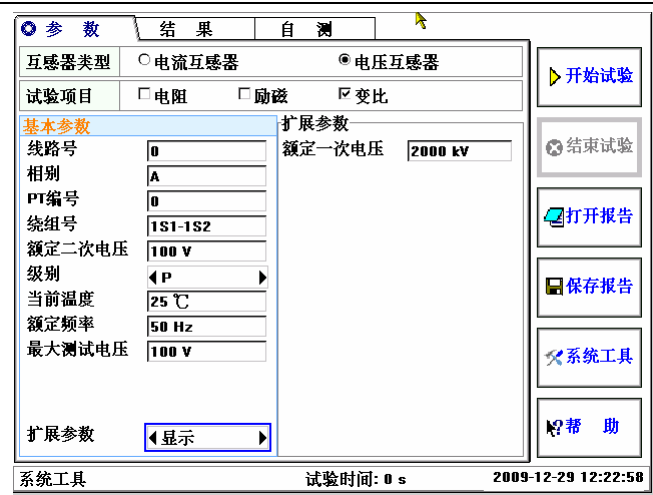 参 数 结 果 自 测
互感器类型 电流互感器 电压互感器
试验项目 电阻 励磁 变比
基本参数
线路号 0
相别 A
PT编号 0
绕组号 1S1-1S2
额定二次电压 100 V
级别 P
当前温度 25 ℃
额定频率 50 Hz
最大测试电压 100 V
扩展参数 显示
扩展参数
额定一次电压 2000 kV
开始试验
结束试验
打开报告
保存报告
系统工具
帮 助
系统工具 试验时间: 0 s 2009-12-29 12:22:58